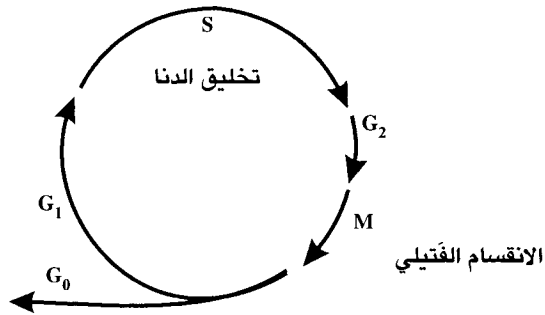 S
تخليق الدنا
G₂
G₁
M
الانقسام الفَتيلي
G₀